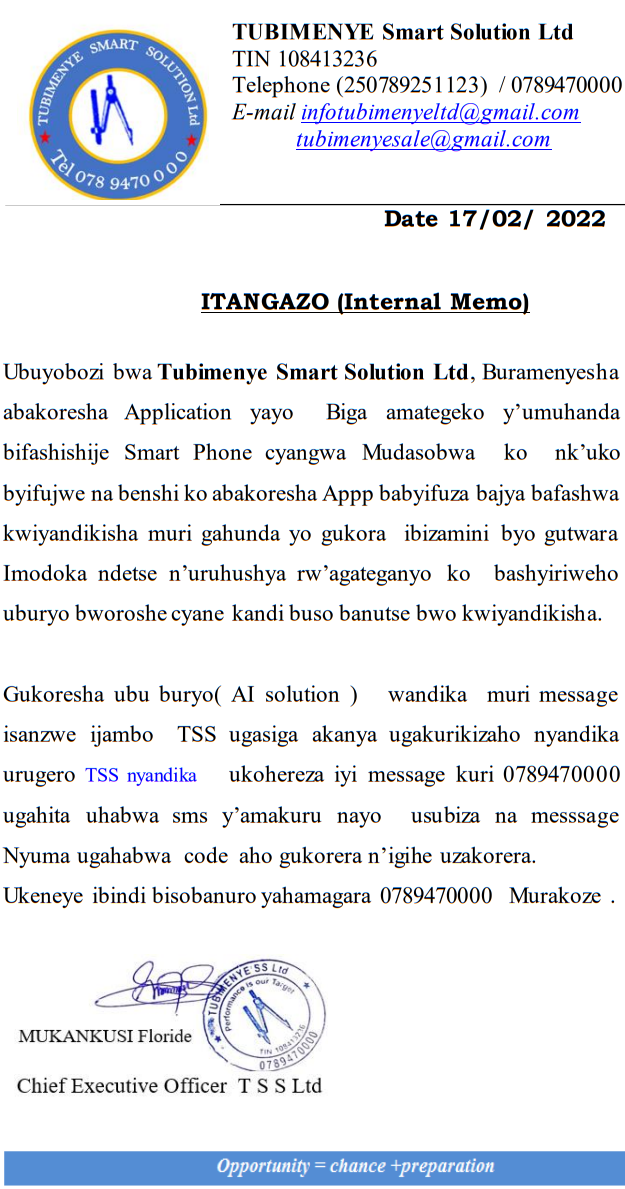 TUBIMENYE SMART SOLUTION Ltd
Tel 078 9470 0 0 0
TUBIMENYE Smart Solution Ltd
TIN 108413236
Telephone (250789251123) / 0789470000
E-mail infotubimenyeltd@gmail.com
tubimenyesale@gmail.com
Date 17/02/ 2022
ITANGAZO (Internal Memo)
Ubuyobozi bwa Tubimenye Smart Solution Ltd, Buramenyesha
abakoresha Application yayo Biga amategeko y’umuhanda
bifashishije Smart Phone cyangwa Mudasobwa ko nk’uko
byifujwe na benshi ko abakoresha Appp babyifuza bajya bafashwa
kwiyandikisha muri gahunda yo gukora ibizamini byo gutwara
Imodoka ndetse n’uruhushya rw’agateganyo ko bashyiriweho
uburyo bworoshe cyane kandi buso banutse bwo kwiyandikisha.
Gukoresha ubu buryo( AI solution ) wandika muri message
isanzwe ijambo TSS ugasiga akanya ugakurikizaho nyandika
urugero TSS nyandika ukohereza iyi message kuri 0789470000
ugahita uhabwa sms y’amakuru nayo usubiza na messsage
Nyuma ugahabwa code aho gukorera n’igihe uzakorera.
Ukeneye ibindi bisobanuro yahamagara 0789470000 Murakoze .
TUBIMENYE SS Ltd
Performance is our Target
TIN 108413236
0789470000
MUKANKUSI Floride
Chief Executive Officer T S S Ltd
Opportunity = chance +preparation